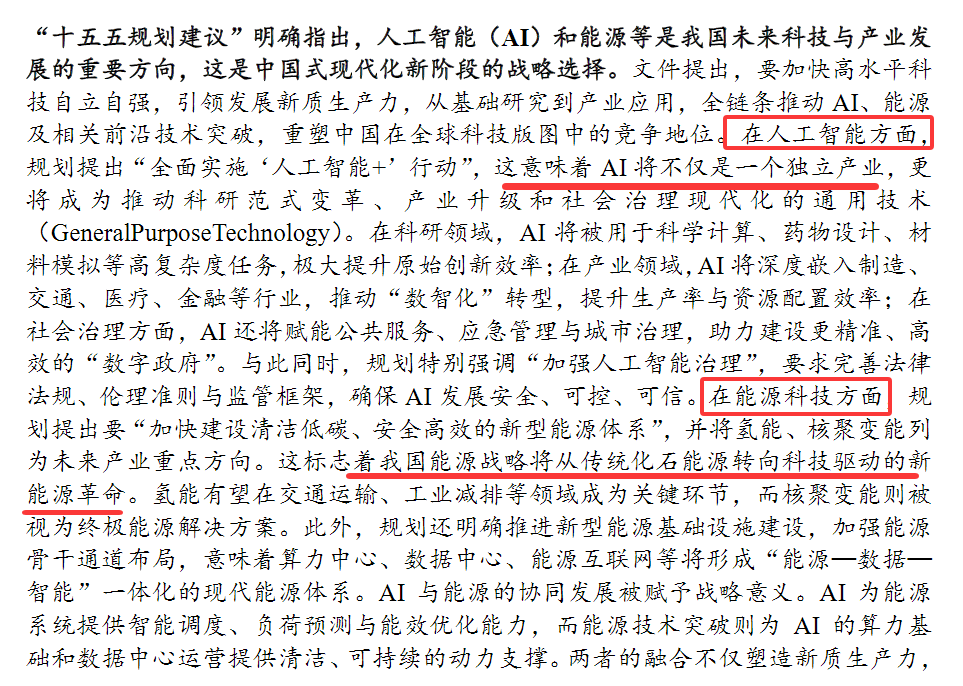 “十五五规划建议”明确指出，人工智能（AI）和能源等是我国未来科技与产业发
展的重要方向，这是中国式现代化新阶段的战略选择。文件提出，要加快高水平科
技自立自强，引领发展新质生产力，从基础研究到产业应用，全链条推动 AI、能源
及相关前沿技术突破，重塑中国在全球科技版图中的竞争地位。在人工智能方面，
规划提出“全面实施‘人工智能+’行动”，这意味着 AI 将不仅是一个独立产业，更
将成为推动科研范式变革、产业升级和社会治理现代化的通用技术
（GeneralPurposeTechnology）。在科研领域，AI 将被用于科学计算、药物设计、材
料模拟等高复杂度任务，极大提升原始创新效率；在产业领域，AI 将深度嵌入制造、
交通、医疗、金融等行业，推动“数智化”转型，提升生产率与资源配置效率；在
社会治理方面，AI 还将赋能公共服务、应急管理与城市治理，助力建设更精准、高
效的“数字政府”。与此同时，规划特别强调“加强人工智能治理”，要求完善法律
法规、伦理准则与监管框架，确保 AI 发展安全、可控、可信。在能源科技方面 规
划提出要“加快建设清洁低碳、安全高效的新型能源体系”，并将氢能、核聚变能列
为未来产业重点方向。这标志着我国能源战略将从传统化石能源转向科技驱动的新
能源革命。氢能有望在交通运输、工业减排等领域成为关键环节，而核聚变能则被
视为终极能源解决方案。此外，规划还明确推进新型能源基础设施建设，加强能源
骨干通道布局，意味着算力中心、数据中心、能源互联网等将形成“能源—数据—
智能”一体化的现代能源体系。AI 与能源的协同发展被赋予战略意义。AI 为能源
系统提供智能调度、负荷预测与能效优化能力，而能源技术突破则为 AI 的算力基
础和数据中心运营提供清洁、可持续的动力支撑。两者的融合不仅塑造新质生产力，